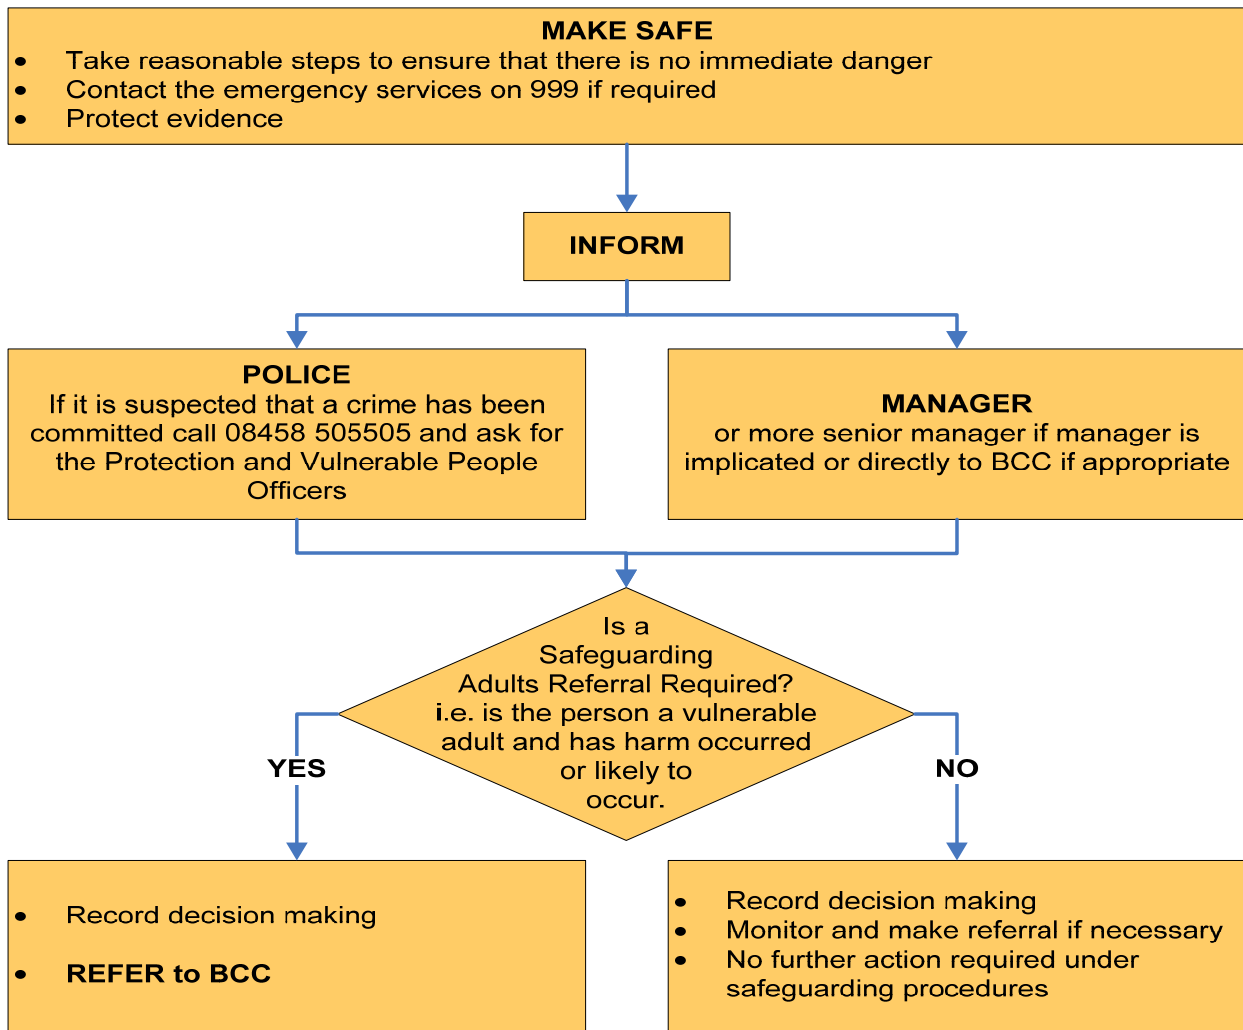 MAKE SAFE
• Take reasonable steps to ensure that there is no immediate danger
• Contact the emergency services on 999 if required
• Protect evidence
INFORM
POLICE
If it is suspected that a crime has been
committed call 08458 505505 and ask for
the Protection and Vulnerable People
Officers
MANAGER
or more senior manager if manager is
implicated or directly to BCC if appropriate
Is a
Safeguarding
Adults Referral Required?
i.e. is the person a vulnerable
adult and has harm occurred
or likely to
occur.
YES
NO
• Record decision making
• REFER to BCC
• Record decision making
• Monitor and make referral if necessary
• No further action required under
safeguarding procedures